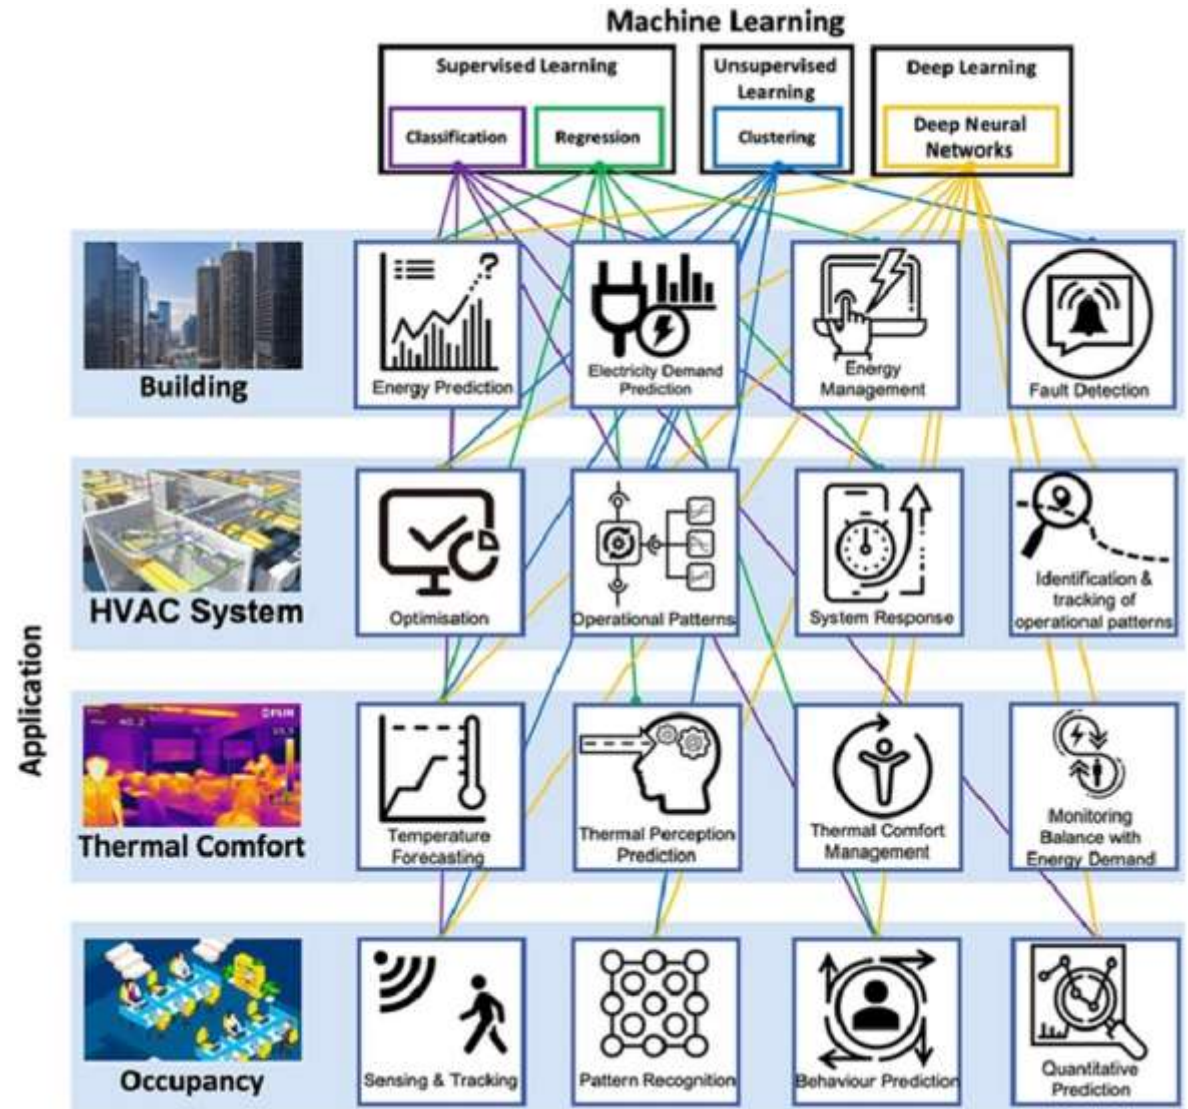 Machine Learning
Supervised Learning
Classification
Regression
Unsupervised
Learning
Clustering
Deep Learning
Deep Neural
Networks
Application
Building
Energy Prediction
Electricity Demand
Prediction
Energy
Management
Fault Detection
HVAC System
Optimisation
Operational Patterns
System Response
Identification &
tracking of
operational patterns
Thermal Comfort
Temperature
Forecasting
Thermal Perception
Prediction
Thermal Comfort
Management
Monitoring
Balance with
Energy Demand
Occupancy
Sensing & Tracking
Pattern Recognition
Behaviour Prediction
Quantitative
Prediction